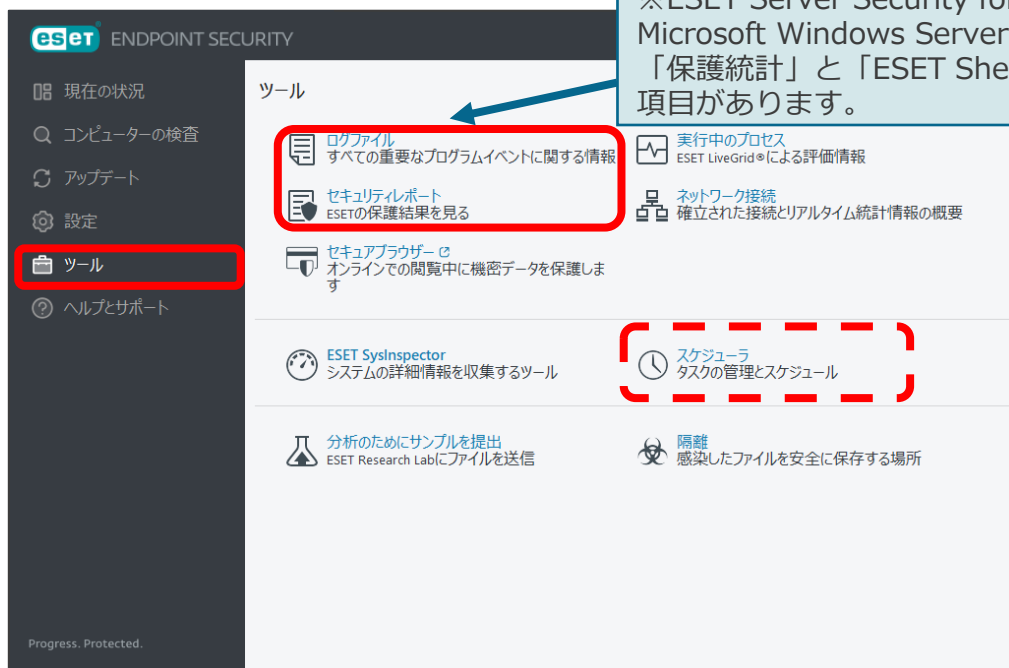 ※ESET Server Security for
Microsoft Windows Server
「保護統計」と「ESET She
項目があります。
eset ENDPOINT SECURITY
現在の状況
コンピューターの検査
アップデート
設定
ツール
ヘルプとサポート
Progress. Protected.
ツール
ログファイル
すべての重要なプログラムイベントに関する情報
実行中のプロセス
ESET LiveGrid®による評価情報
セキュリティレポート
ESETの保護結果を見る
ネットワーク接続
確立された接続とリアルタイム統計情報の概要
セキュアブラウザー
オンラインでの閲覧中に機密データを保護しま
す
ESET SysInspector
システムの詳細情報を収集するツール
スケジューラ
タスクの管理とスケジュール
分析のためにサンプルを提出
ESET Research Labにファイルを送信
隔離
感染したファイルを安全に保存する場所